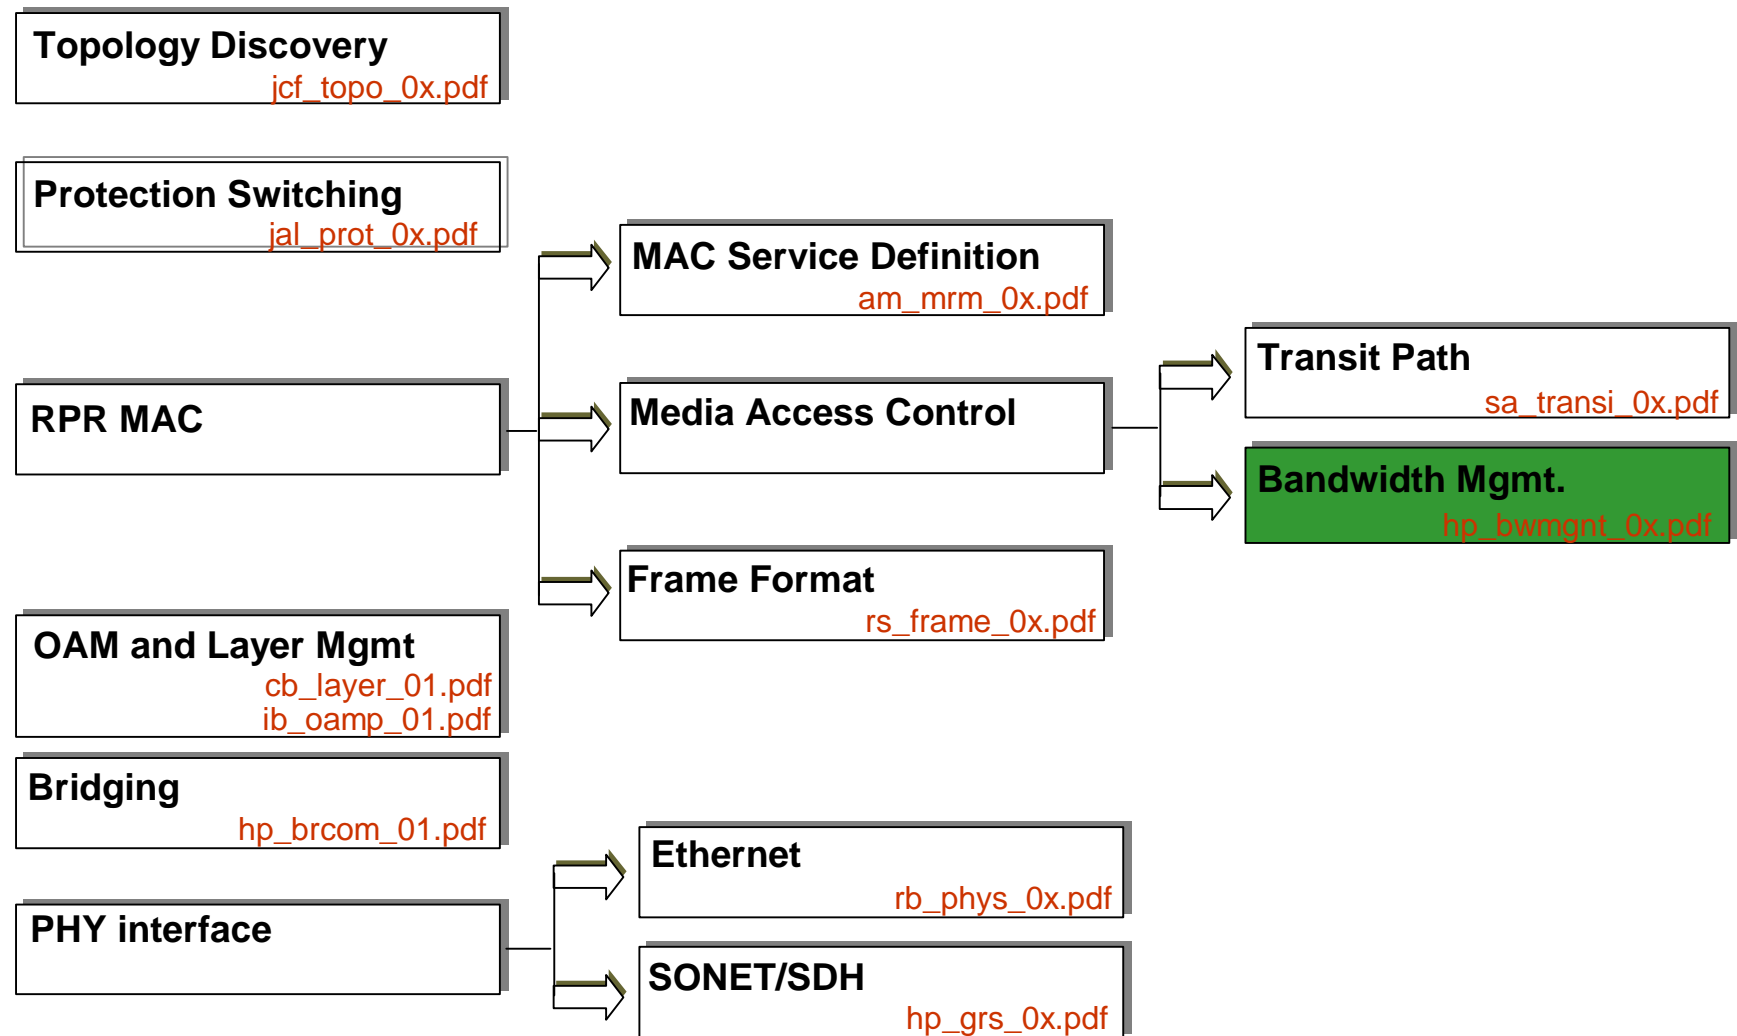 Topology Discovery
jcf_topo_0x.pdf
Protection Switching
jal_prot_0x.pdf
MAC Service Definition
am_mrm_0x.pdf
Transit Path
sa_transi_0x.pdf
RPR MAC
Media Access Control
Bandwidth Mgmt.
hp_bwmgnt_0x.pdf
Frame Format
rs_frame_0x.pdf
OAM and Layer Mgmt
cb_layer_01.pdf
ib_oamp_01.pdf
Bridging
hp_brcom_01.pdf
Ethernet
rb_phys_0x.pdf
PHY interface
SONET/SDH
hp_grs_0x.pdf